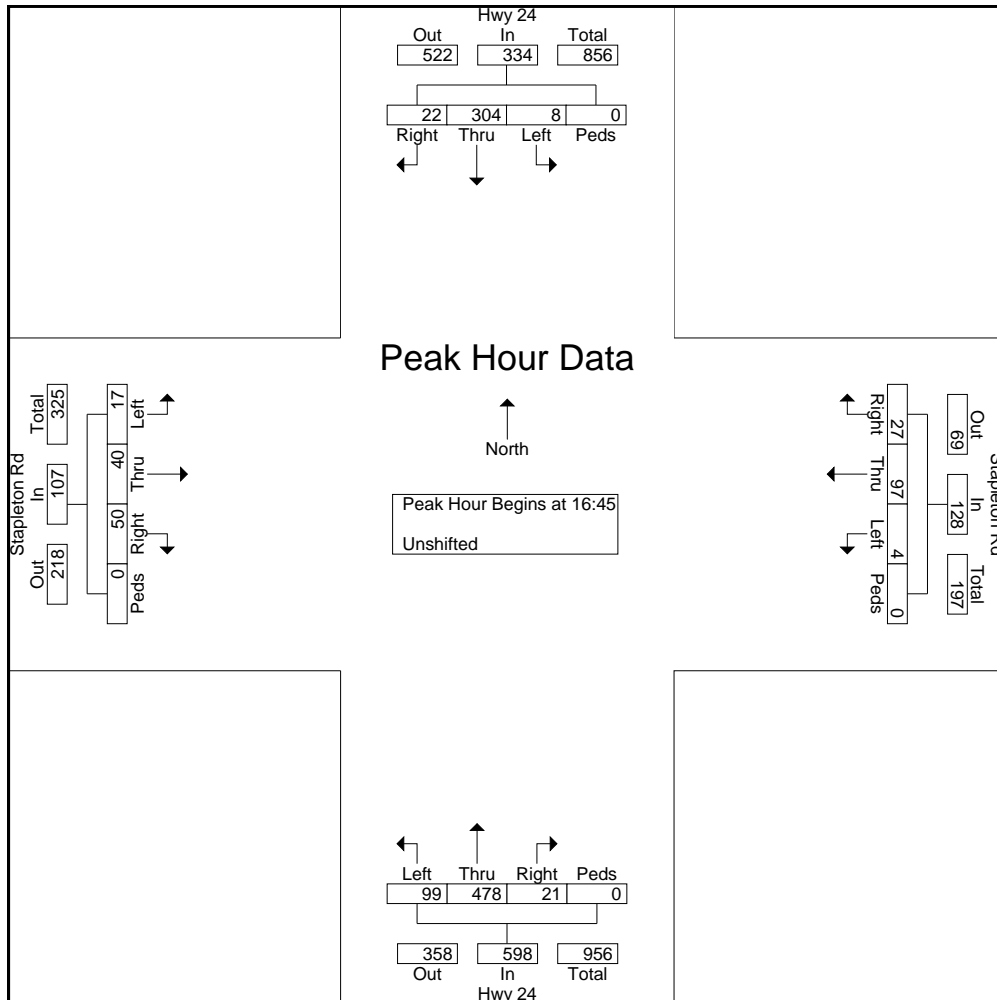 Hwy 24
Out In Total
522 334 856
22 304 8 0
Right Thru Left Peds
Peak Hour Data
North
Peak Hour Begins at 16:45
Unshifted
Stapleton Rd
Out In Total
218 107 325
Left Thru Right Peds
17 40 50 0
Stapleton Rd
Out In Total
69 128 197
Right Thru Left Peds
27 97 4 0
Left Thru Right Peds
99 478 21 0
358 598 956
Out In Total
Hwy 24